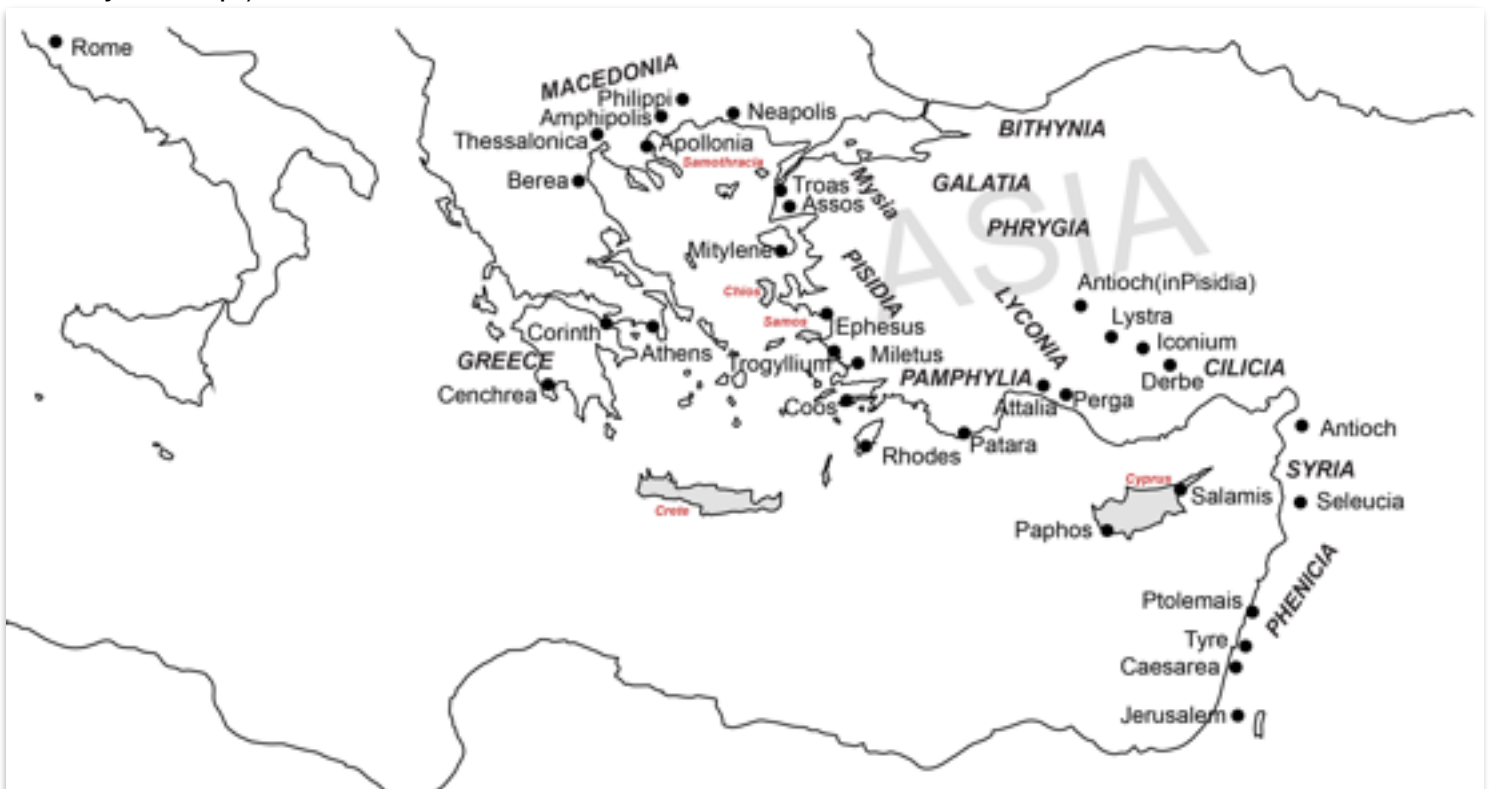 Rome
MACEDONIA
Philippi
Neapolis
Amphipolis
Thessalonica
Apollonia
Samothracia
Berea
BITHYNIA
GALATIA
Mysia
Troas
Assos
ASIA
PHRYGIA
Mitylene
PISIDIA
Chios
Samos
Ephesus
LYCONIA
Antioch(inPisidia)
Lystra
Iconium
Derbe
CILICIA
Corinth
Athens
GREECE
Cenchrea
Trogyllium
Miletus
PAMPHYLIA
Attalia
Perga
Coos
Rhodes
Patara
Antioch
SYRIA
Seleucia
Cyprus
Salamis
Paphos
Crete
PHENICIA
Ptolemais
Tyre
Caesarea
Jerusalem